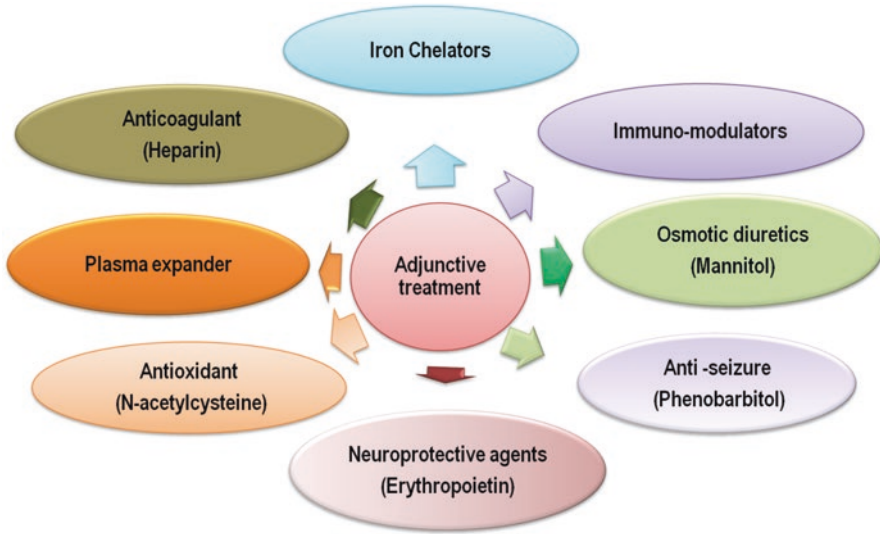 Iron Chelators
Anticoagulant
(Heparin)
Immuno-modulators
Plasma expander
Adjunctive
treatment
Osmotic diuretics
(Mannitol)
Antioxidant
(N-acetylcysteine)
Anti -seizure
(Phenobarbitol)
Neuroprotective agents
(Erythropoietin)